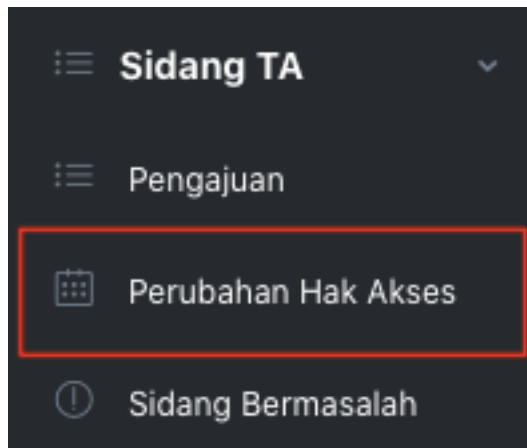 Sidang TA
Pengajuan
Perubahan Hak Akses
Sidang Bermasalah